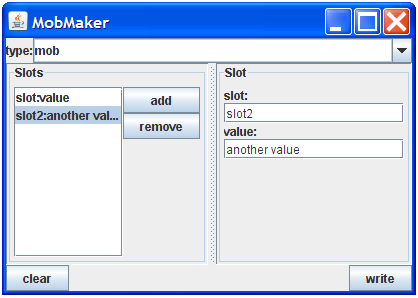 MobMaker
type: mob
Slots
slot:value
slot2:another val...
add
remove
Slot
slot:
slot2
value:
another value
clear
write